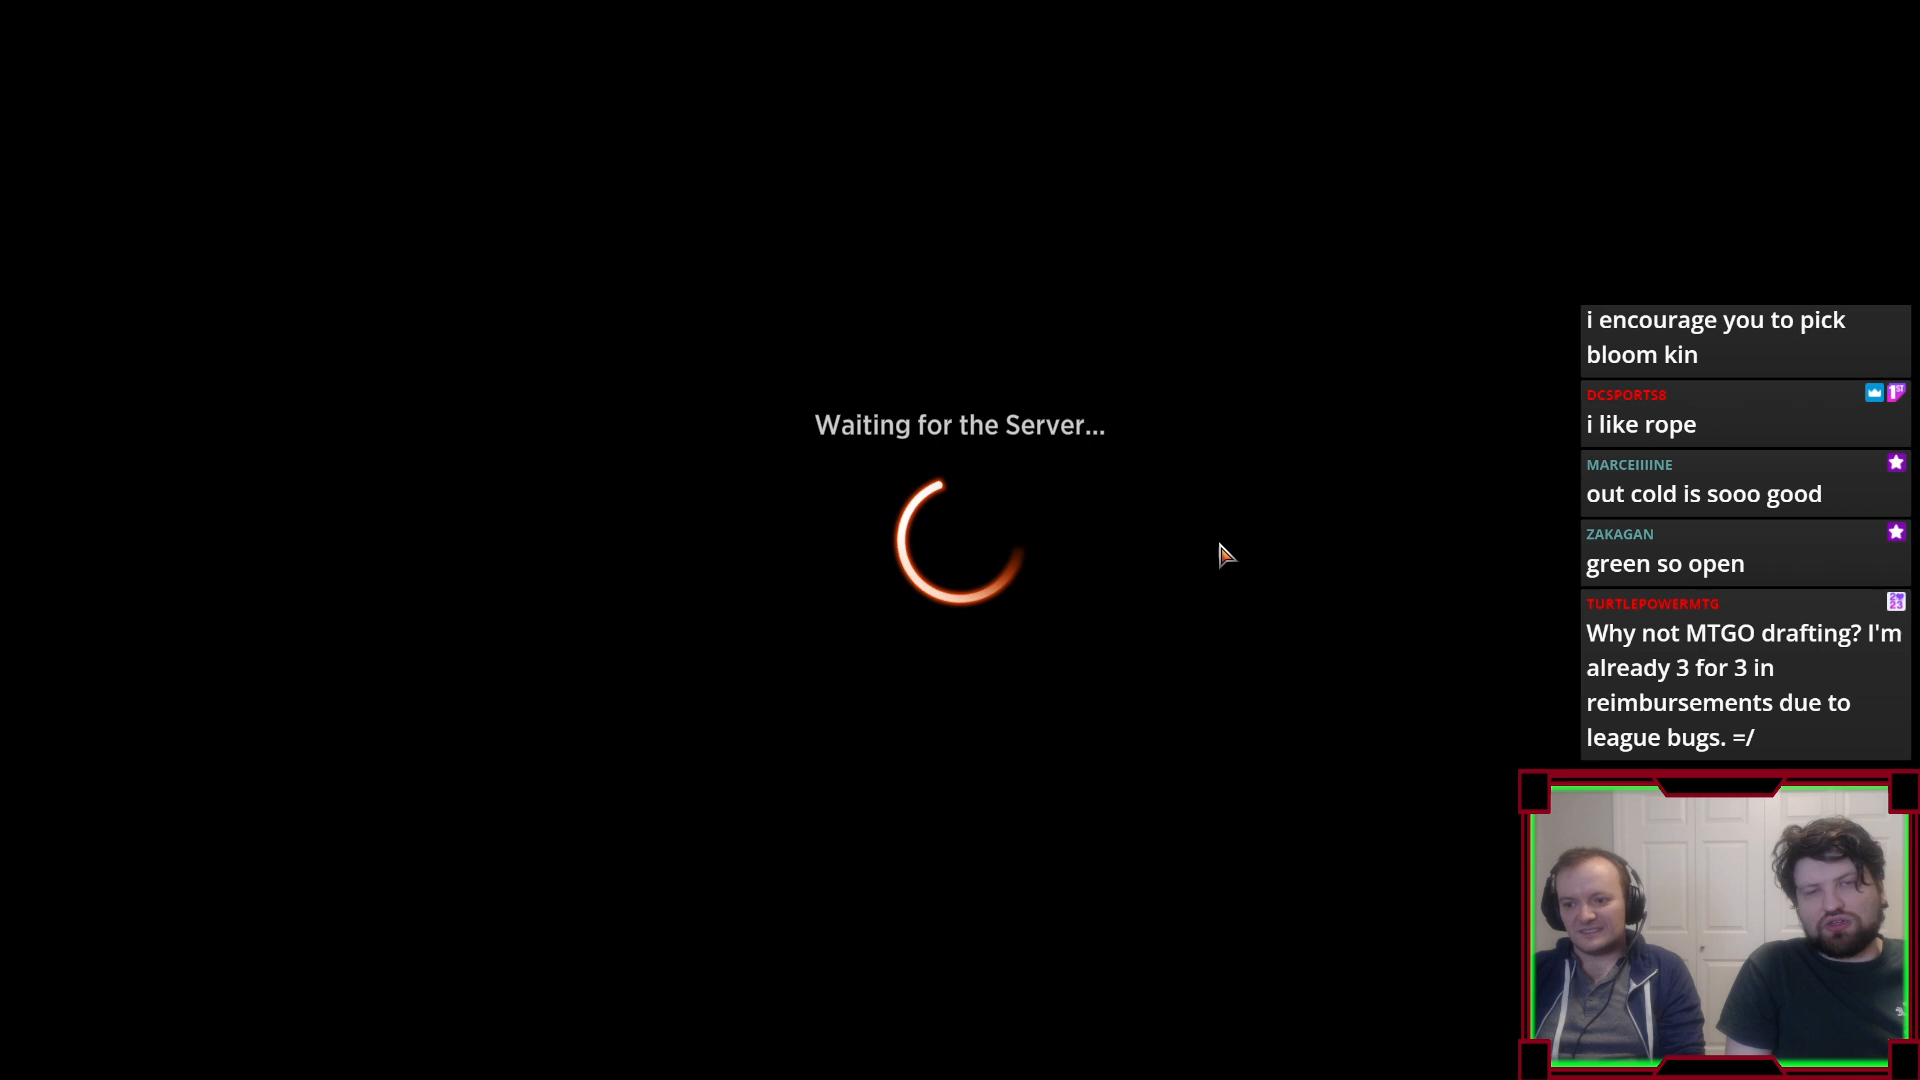 Waiting for the Server...
i encourage you to pick
bloom kin
DCSPORTS8
1ST
i like rope
MARCEIIIINE
out cold is sooo good
ZAKAGAN
green so open
TURTLEPOWERMTG
Why not MTGO drafting? I'm
already 3 for 3 in
reimbursements due to
league bugs. =/